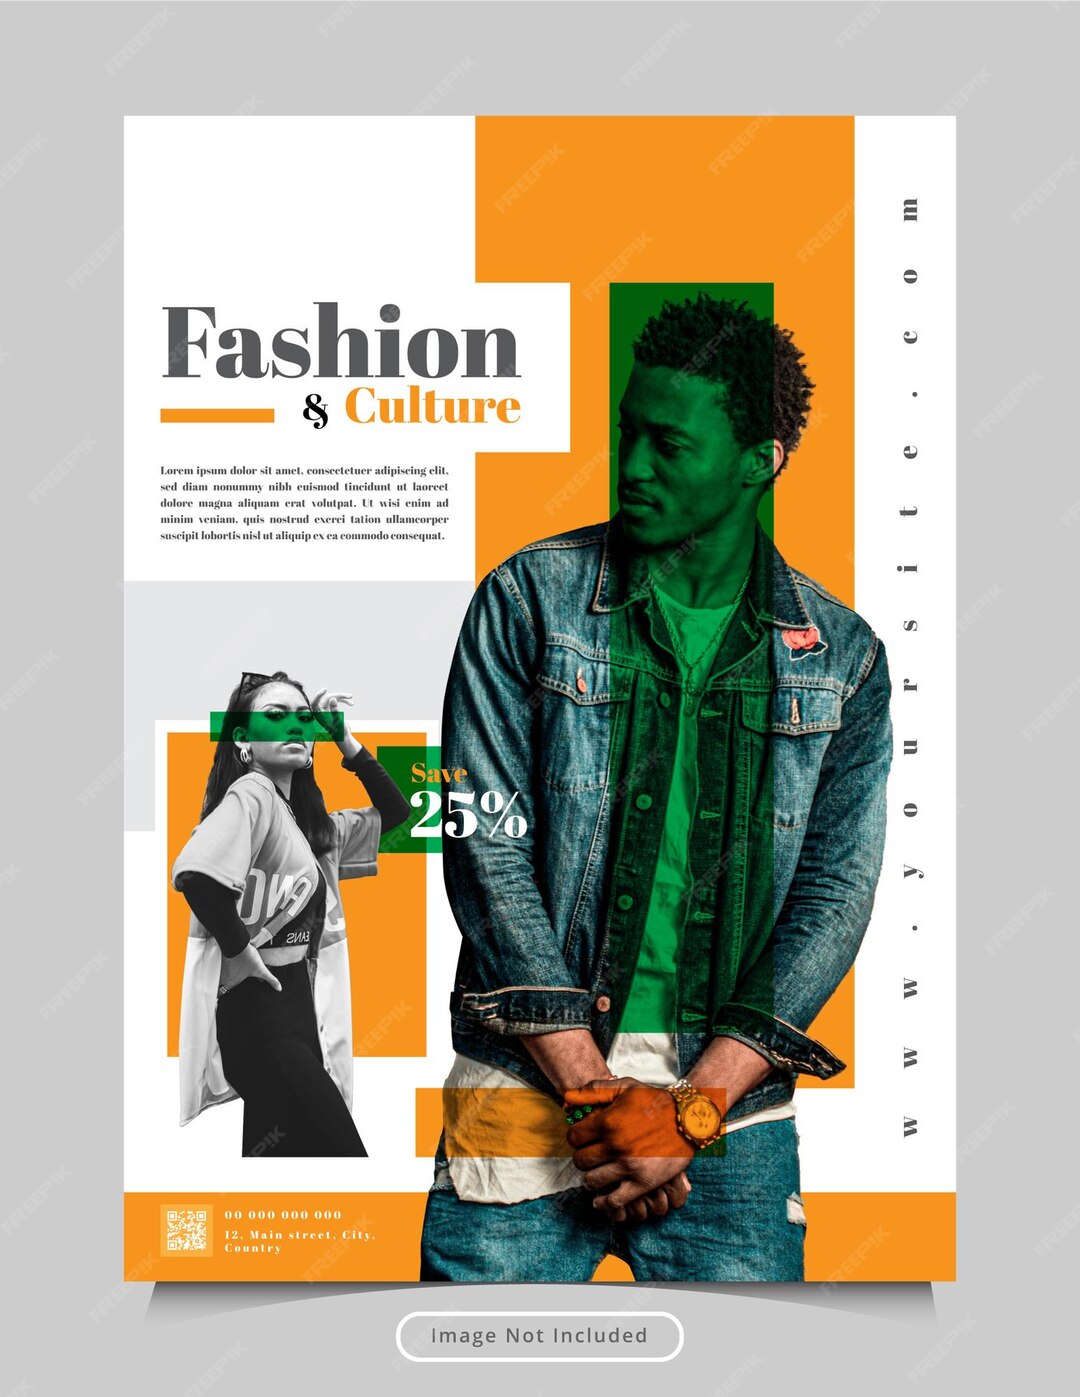 Fashion
& Culture
Lorem ipsum dolor sit amet, consectetuer adipiscing elit,
sed diam nonummy nibh euismod tincidunt ut laoreet
dolore magna aliquam erat volutpat. Ut wisi enim ad
minim veniam, quis nostrud exerci tation ullamcorper
suscipit lobortis nisl ut aliquip ex ea commodo consequat.
Save
25%
www.yoursite.com
00 000 000 000
12, Main street, City,
Country
Image Not Included
FREEPIK